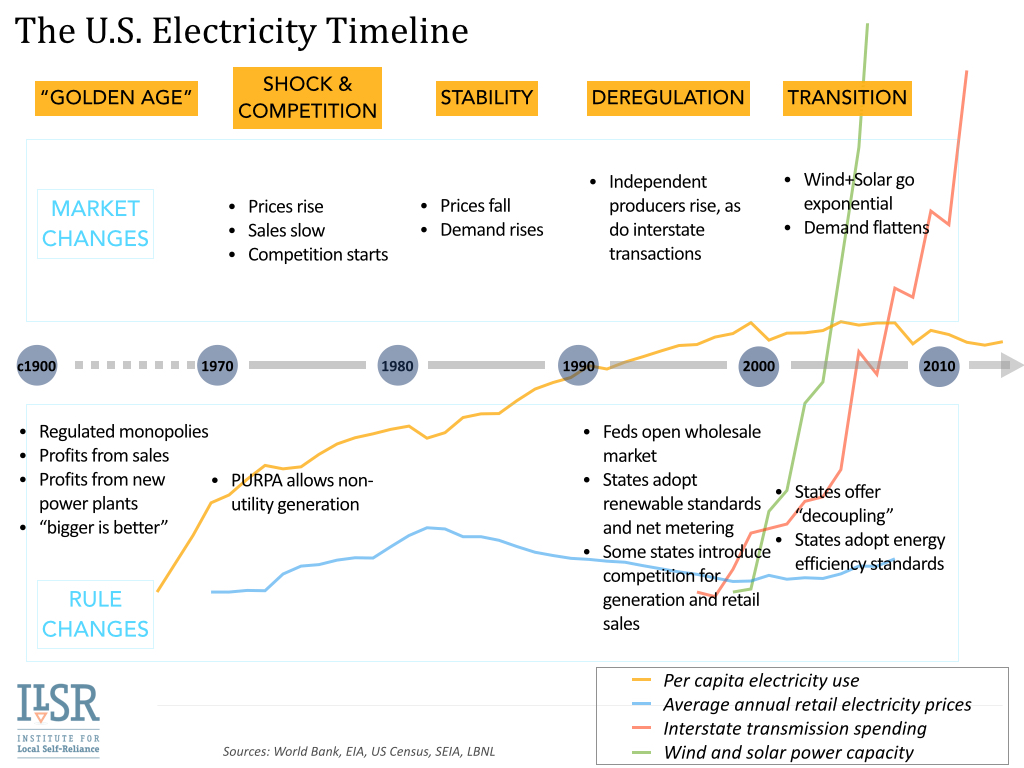 The U.S. Electricity Timeline
“GOLDEN AGE”
SHOCK &
COMPETITION
STABILITY
DEREGULATION
TRANSITION
MARKET
CHANGES
• Prices rise
• Sales slow
• Competition starts
• Prices fall
• Demand rises
• Independent
producers rise, as
do interstate
transactions
• Wind+Solar go
exponential
• Demand flattens
c1900
1970
1980
1990
2000
2010
• Regulated monopolies
• Profits from sales
• Profits from new
power plants
• “bigger is better”
• PURPA allows non-
utility generation
• Feds open wholesale
market
• States adopt
renewable standards
and net metering
• Some states introduce
competition for
generation and retail
sales
• States offer
“decoupling”
• States adopt energy
efficiency standards
RULE
CHANGES
Per capita electricity use
Average annual retail electricity prices
Interstate transmission spending
Wind and solar power capacity
ILSR
INSTITUTE FOR
Local Self-Reliance
Sources: World Bank, EIA, US Census, SEIA, LBNL